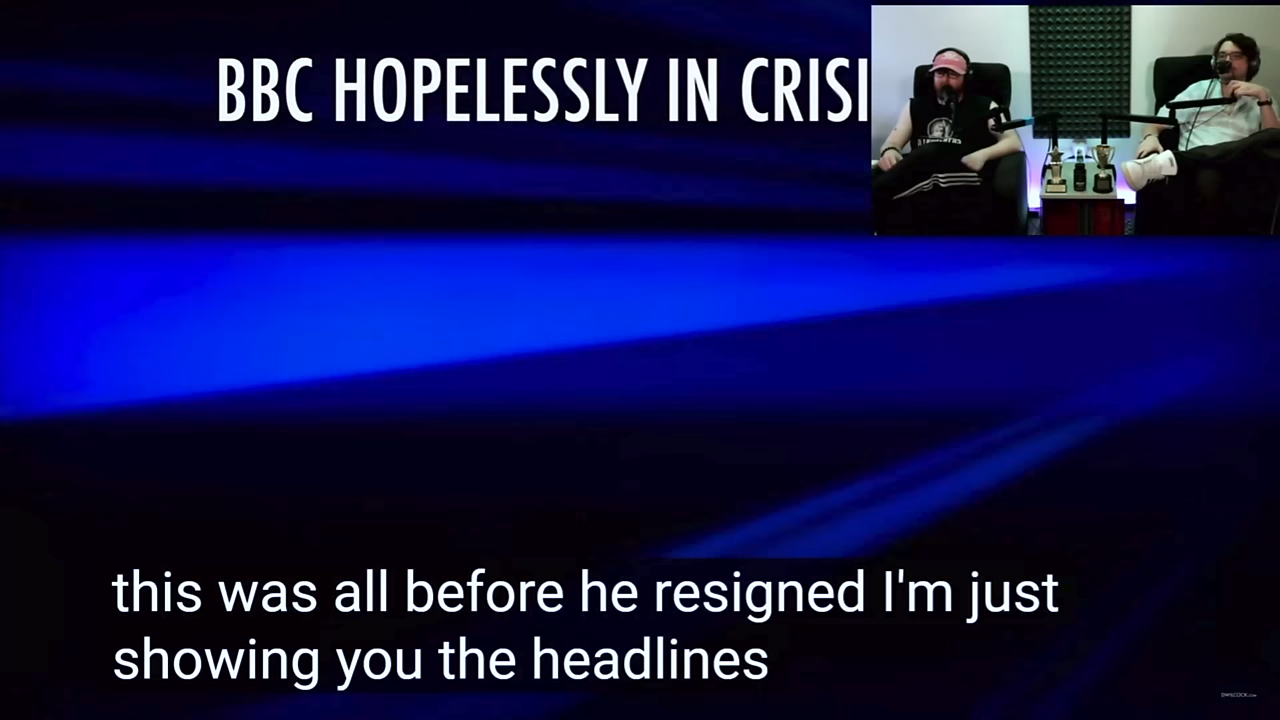 BBC HOPELESSLY IN CRISI
this was all before he resigned I'm just
showing you the headlines